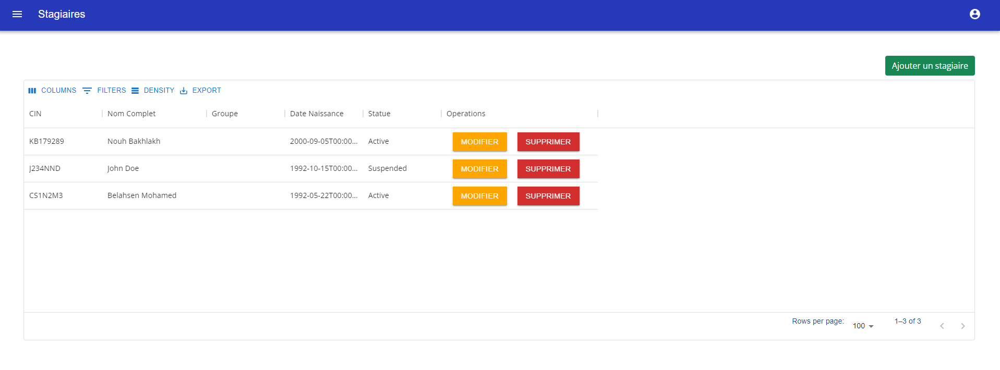 Stagiaires
Ajouter un stagiaire
COLUMNS FILTERS DENSITY EXPORT
CIN Nom Complet Groupe Date Naissance Statue Operations
KB179289 Nouh Bakhlakh 2000-09-05T00:00... Active MODIFIER SUPPRIMER
J234NND John Doe 1992-10-15T00:00... Suspended MODIFIER SUPPRIMER
CS1N2M3 Belahsen Mohamed 1992-05-22T00:00... Active MODIFIER SUPPRIMER
Rows per page: 100 1–3 of 3